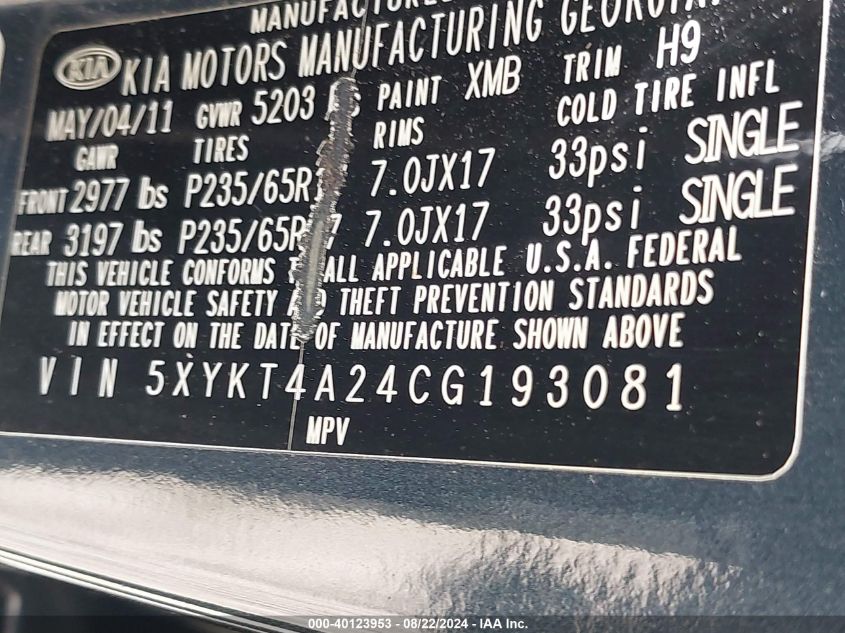 MANUFACTURED
KIA KIA MOTORS MANUFACTURING GEORGIA,
MAY/04/11 GVWR 5203 PAINT XMB TRIM H9
GAWR TIRES RIMS COLD TIRE INFL
FRONT 2977 lbs P235/65R 7.0JX17 33psi SINGLE
REAR 3197 lbs P235/65R 7 7.0JX17 33psi SINGLE
THIS VEHICLE CONFORMS T ALL APPLICABLE U.S.A. FEDERAL
MOTOR VEHICLE SAFETY A D THEFT PREVENTION STANDARDS
IN EFFECT ON THE DATE OF MANUFACTURE SHOWN ABOVE
VIN 5XYKT4A24CG193081
MPV
000-40123953 - 08/22/2024 - IAA Inc.